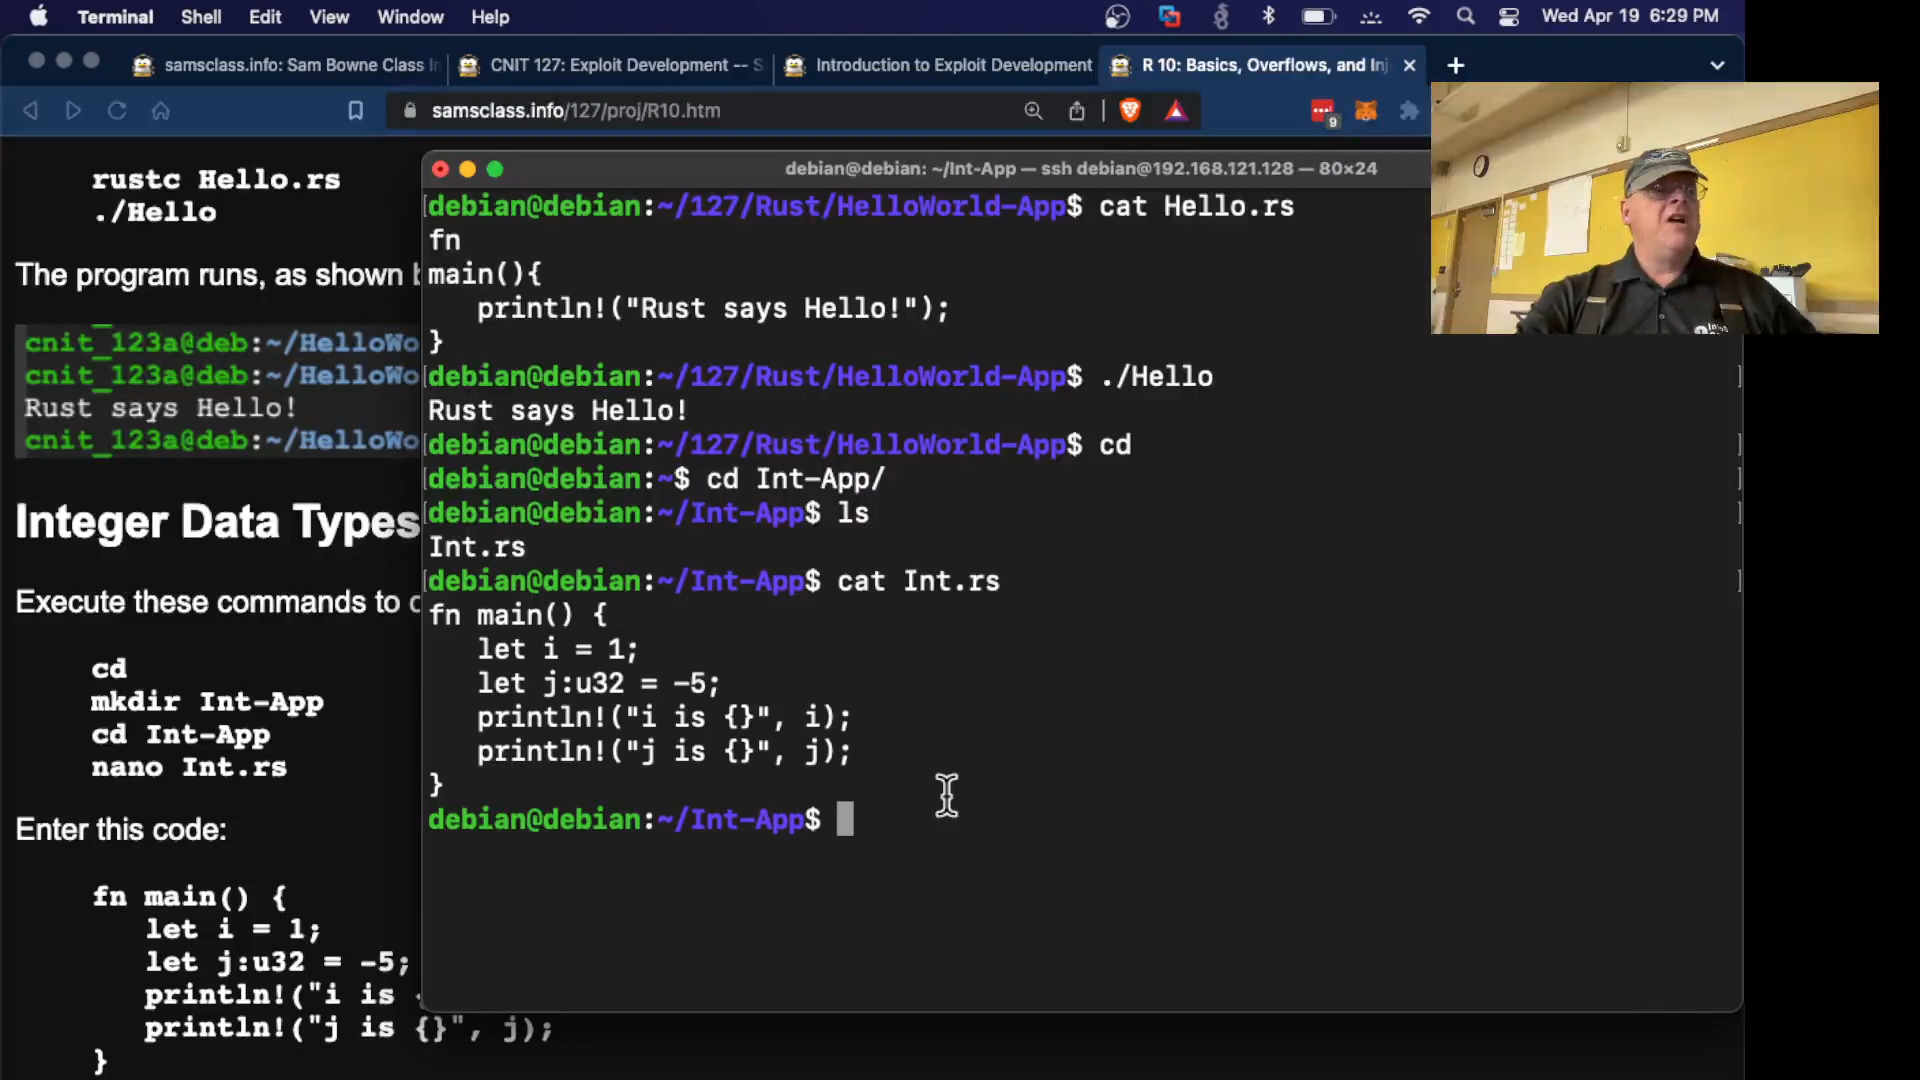 Terminal Shell Edit View Window Help Wed Apr 19 6:29 PM
samsclass.info: Sam Bowne Class In CNIT 127: Exploit Development -- S Introduction to Exploit Development R 10: Basics, Overflows, and Inj
samsclass.info/127/proj/R10.htm 9
rustc Hello.rs
./Hello
The program runs, as shown
cnit_123a@deb:~/HelloWo
cnit_123a@deb:~/HelloWo
Rust says Hello!
cnit_123a@deb:~/HelloWo
Integer Data Types
Execute these commands to
cd
mkdir Int-App
cd Int-App
nano Int.rs
Enter this code:
fn main() {
let i = 1;
let j:u32 = -5;
println!("i is
println!("j is {}", j);
}
debian@debian: ~/Int-App — ssh debian@192.168.121.128 — 80×24
debian@debian:~/127/Rust/HelloWorld-App$ cat Hello.rs
fn
main(){
println!("Rust says Hello!");
}
debian@debian:~/127/Rust/HelloWorld-App$ ./Hello
Rust says Hello!
debian@debian:~/127/Rust/HelloWorld-App$ cd
debian@debian:~$ cd Int-App/
debian@debian:~/Int-App$ ls
Int.rs
debian@debian:~/Int-App$ cat Int.rs
fn main() {
let i = 1;
let j:u32 = -5;
println!("i is {}", i);
println!("j is {}", j);
}
debian@debian:~/Int-App$